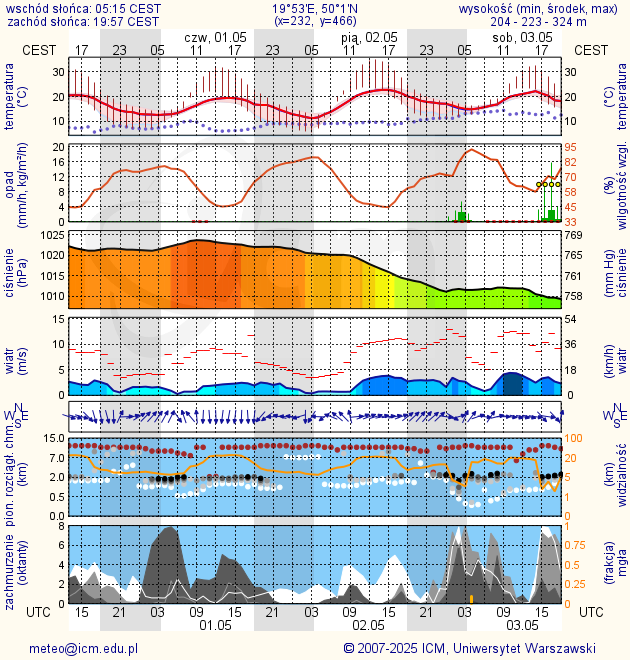 wschód słońca: 05:15 CEST 19°53'E, 50°1'N wysokość (min, środek, max)
zachód słońca: 19:57 CEST (x=232, y=466) 204 - 223 - 324 m
czw, 01.05 pią, 02.05 sob, 03.05
CEST 17 23 05 11 17 23 05 11 17 23 05 11 17 CEST
temperatura (°C) 30 20 10 30 20 10 (°C) temperatura
opad (mm/h, kg/m²/h) 20 16 12 8 4 0 95 83 70 58 45 33 (%) wilgotność wzgl.
ciśnienie (hPa) 1025 1020 1015 1010 769 765 761 758 (mm Hg) ciśnienie
wiatr (m/s) 15 10 5 0 54 36 18 0 (km/h) wiatr
N W E S N W E S
pion. rozciągł. chm. (km) 15.0 7.0 2.0 0.5 0.0 100 20 5 1 0 (km) widzialność
zachmurzenie (oktanty) 8 6 4 2 0 1 0.75 0.5 0.25 0 (frakcja) mgła
UTC 15 21 03 09 15 21 03 09 15 21 03 09 15 UTC
01.05 02.05 03.05
meteo@icm.edu.pl © 2007-2025 ICM, Uniwersytet Warszawski